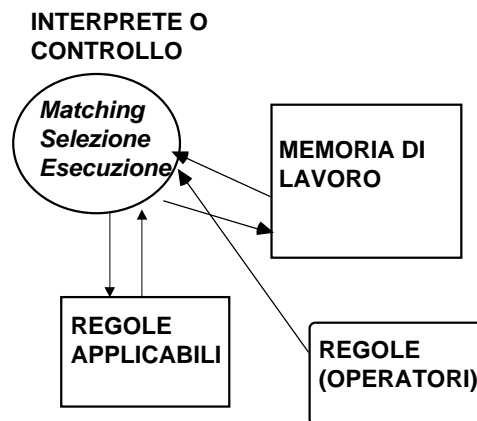 INTERPRETE O
CONTROLLO
Matching
Selezione
Esecuzione
MEMORIA DI
LAVORO
REGOLE
APPLICABILI
REGOLE
(OPERATORI)